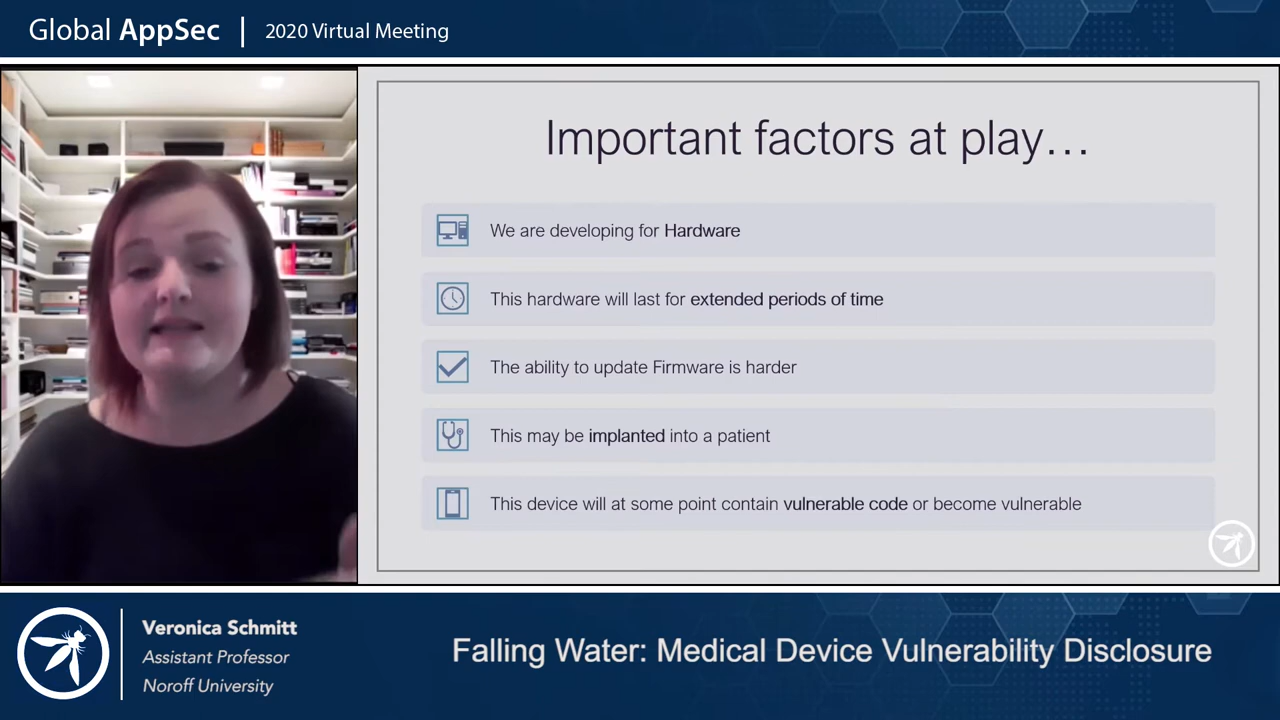 Global AppSec | 2020 Virtual Meeting
Important factors at play...
We are developing for Hardware
This hardware will last for extended periods of time
The ability to update Firmware is harder
This may be implanted into a patient
This device will at some point contain vulnerable code or become vulnerable
Veronica Schmitt
Assistant Professor
Noroff University
Falling Water: Medical Device Vulnerability Disclosure